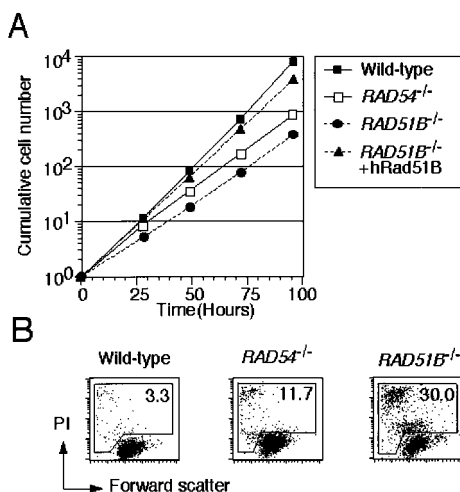 A
Cumulative cell number
10^4
10^3
10^2
10^1
10^0
0 25 50 75 100
Time(Hours)
Wild-type
RAD54-/-
RAD51B-/-
RAD51B-/-
+hRad51B
B
Wild-type RAD54-/- RAD51B-/-
3.3 11.7 30.0
PI
Forward scatter